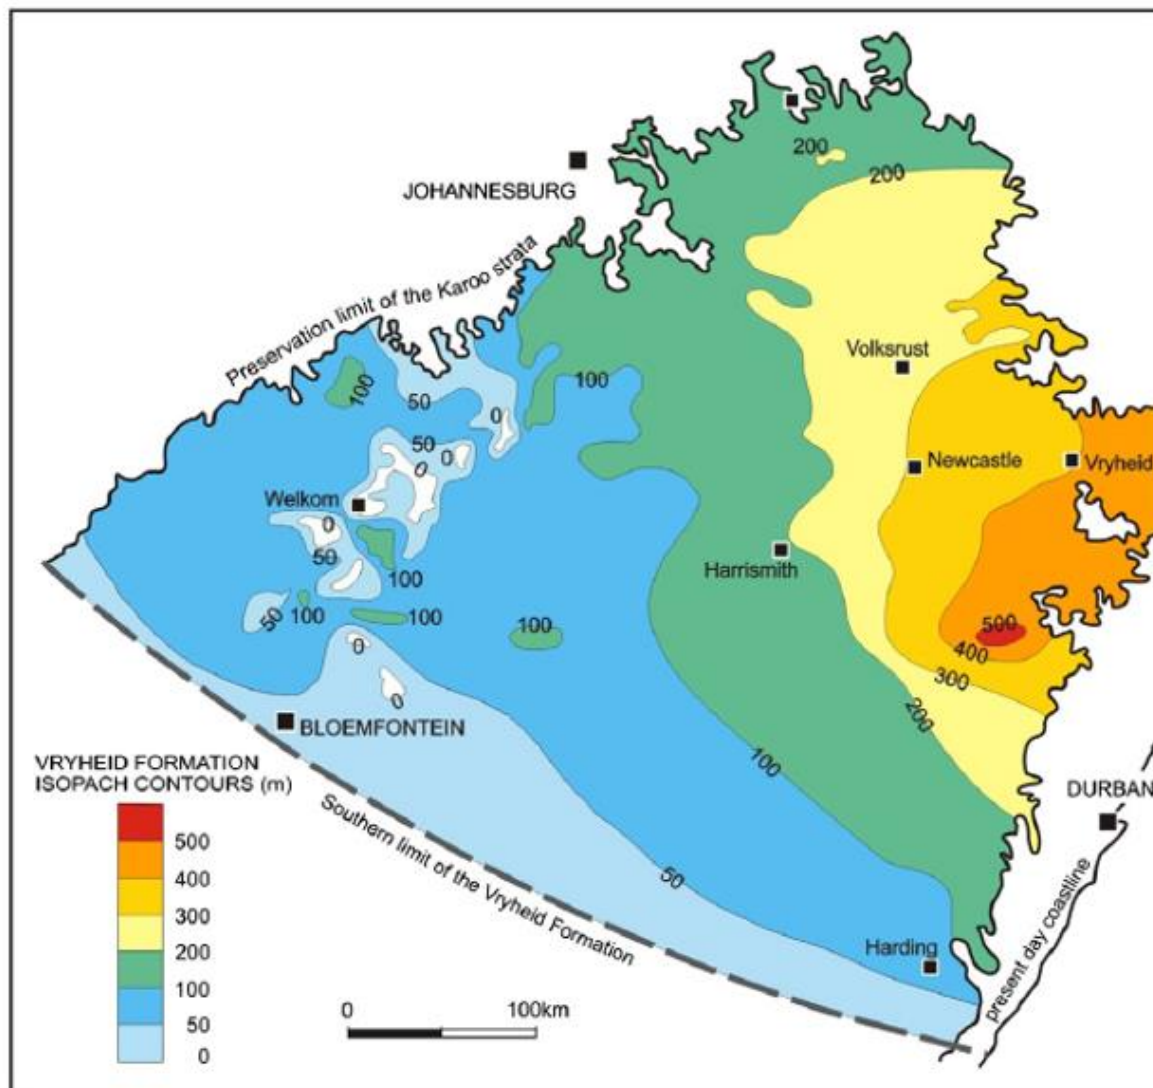 200
200
JOHANNESBURG
Preservation limit of the Karoo strata
Volksrust
100
100
50
0
50
0
0
Newcastle
Vryheid
Welkom
0
50
Harrismith
100
50
100
100
100
500
400
0
300
0
200
BLOEMFONTEIN
100
VRYHEID FORMATION
ISOPACH CONTOURS (m)
DURBAN
500
400
300
200
100
50
0
Southern limit of the Vryheid Formation
50
Harding
present day coastline
0 100km